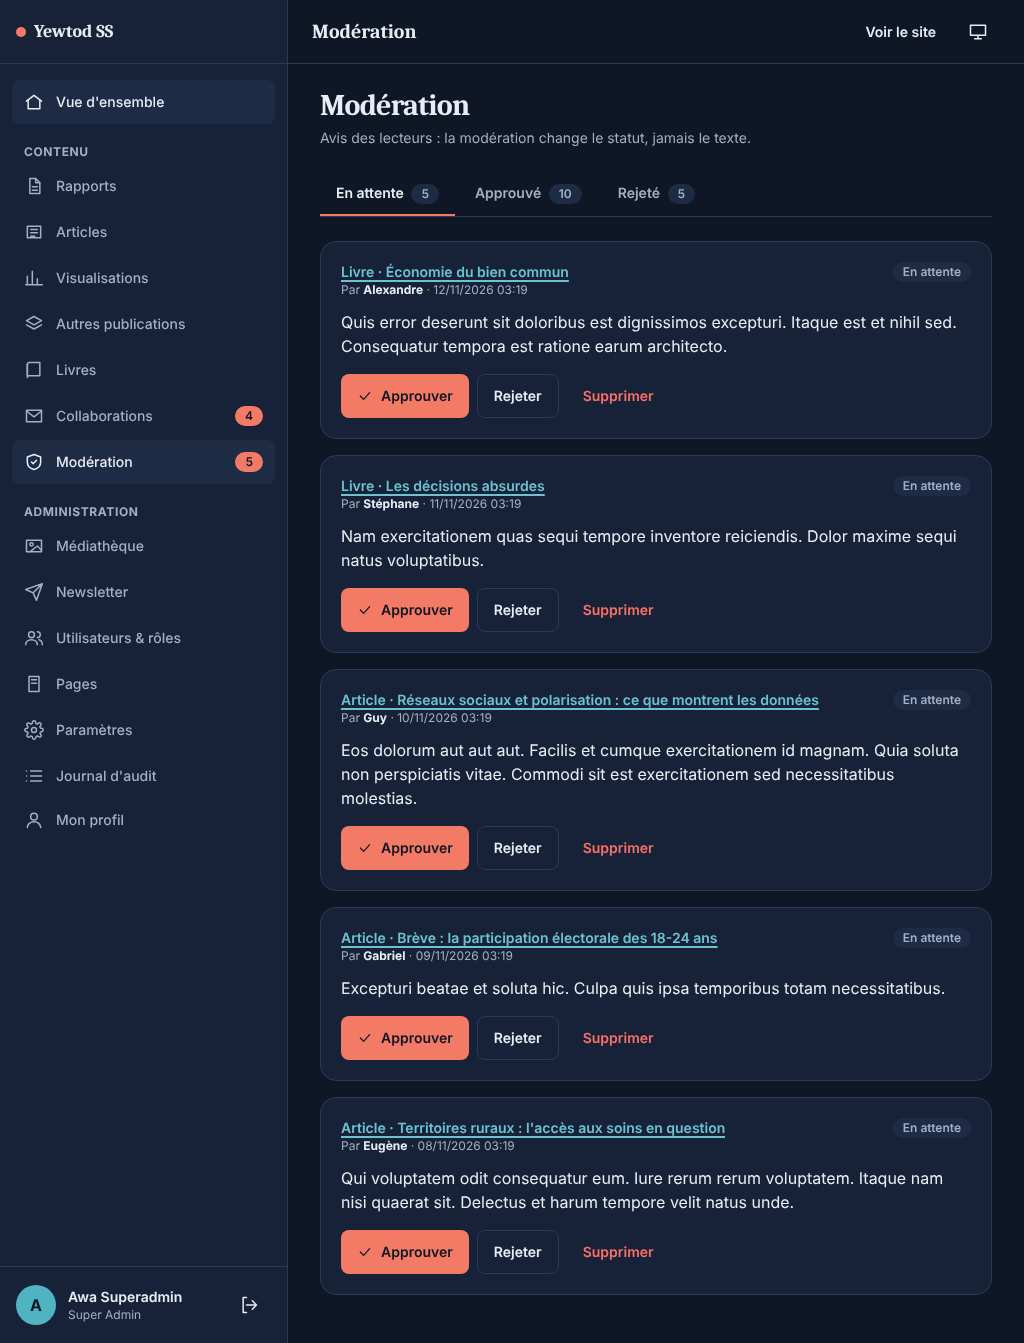 Yewtod SS
Vue d'ensemble
CONTENU
Rapports
Articles
Visualisations
Autres publications
Livres
Collaborations 4
Modération 5
ADMINISTRATION
Médiathèque
Newsletter
Utilisateurs & rôles
Pages
Paramètres
Journal d'audit
Mon profil
A
Awa Superadmin
Super Admin
Modération
Voir le site
Modération
Avis des lecteurs : la modération change le statut, jamais le texte.
En attente 5 Approuvé 10 Rejeté 5
Livre · Économie du bien commun En attente
Par Alexandre · 12/11/2026 03:19
Quis error deserunt sit doloribus est dignissimos excepturi. Itaque est et nihil sed.
Consequatur tempora est ratione earum architecto.
Approuver Rejeter Supprimer
Livre · Les décisions absurdes En attente
Par Stéphane · 11/11/2026 03:19
Nam exercitationem quas sequi tempore inventore reiciendis. Dolor maxime sequi
natus voluptatibus.
Approuver Rejeter Supprimer
Article · Réseaux sociaux et polarisation : ce que montrent les données En attente
Par Guy · 10/11/2026 03:19
Eos dolorum aut aut aut. Facilis et cumque exercitationem id magnam. Quia soluta
non perspiciatis vitae. Commodi sit est exercitationem sed necessitatibus
molestias.
Approuver Rejeter Supprimer
Article · Brève : la participation électorale des 18-24 ans En attente
Par Gabriel · 09/11/2026 03:19
Excepturi beatae et soluta hic. Culpa quis ipsa temporibus totam necessitatibus.
Approuver Rejeter Supprimer
Article · Territoires ruraux : l'accès aux soins en question En attente
Par Eugène · 08/11/2026 03:19
Qui voluptatem odit consequatur eum. Iure rerum rerum voluptatem. Itaque nam
nisi quaerat sit. Delectus et harum tempore velit natus unde.
Approuver Rejeter Supprimer